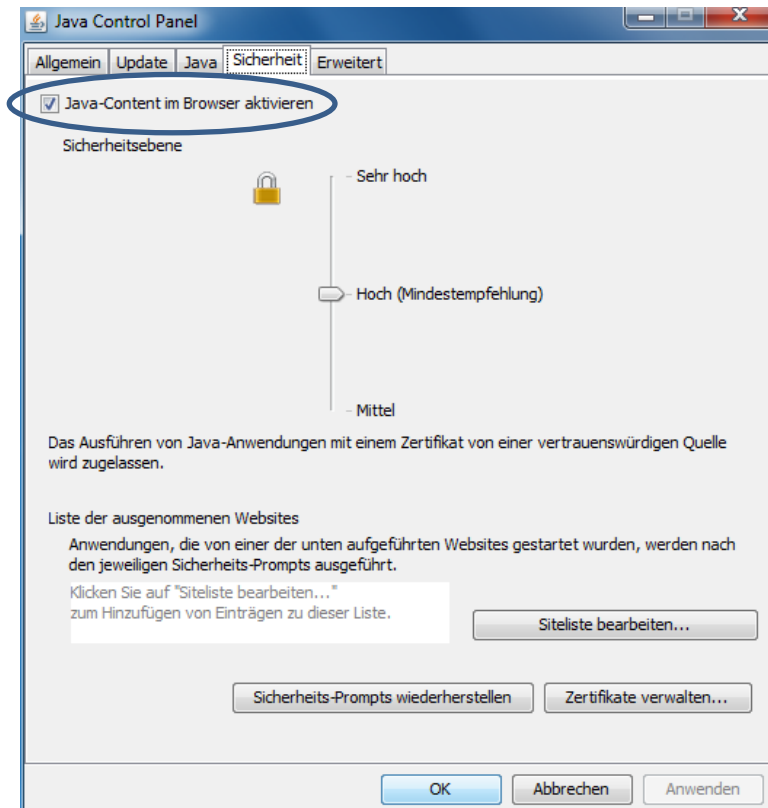 Java Control Panel
Allgemein Update Java Sicherheit Erweitert
Java-Content im Browser aktivieren
Sicherheitsebene
- Sehr hoch
- Hoch (Mindestempfehlung)
- Mittel
Das Ausführen von Java-Anwendungen mit einem Zertifikat von einer vertrauenswürdigen Quelle
wird zugelassen.
Liste der ausgenommenen Websites
Anwendungen, die von einer der unten aufgeführten Websites gestartet wurden, werden nach
den jeweiligen Sicherheits-Prompts ausgeführt.
Klicken Sie auf "Siteliste bearbeiten..."
zum Hinzufügen von Einträgen zu dieser Liste.
Siteliste bearbeiten...
Sicherheits-Prompts wiederherstellen Zertifikate verwalten...
OK Abbrechen Anwenden